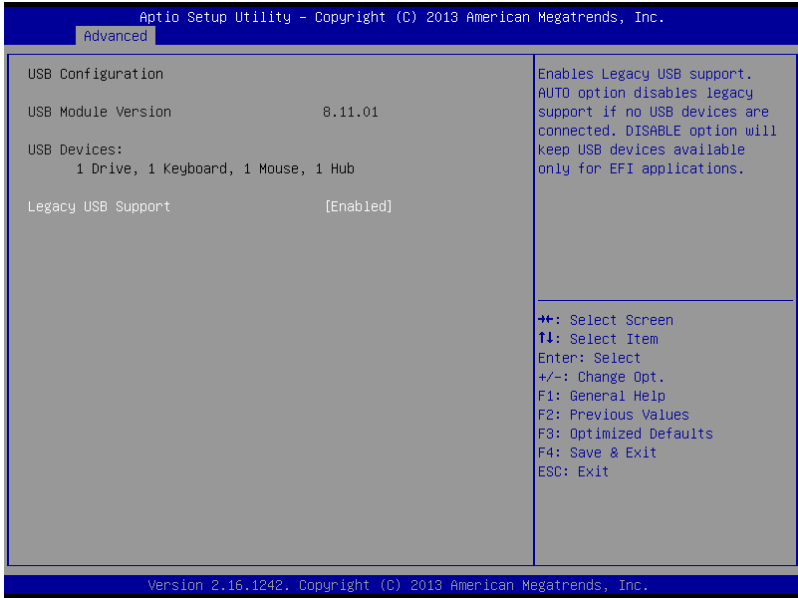 Aptio Setup Utility – Copyright (C) 2013 American Megatrends, Inc.
Advanced
USB Configuration
USB Module Version 8.11.01
USB Devices:
1 Drive, 1 Keyboard, 1 Mouse, 1 Hub
Legacy USB Support [Enabled]
Enables Legacy USB support.
AUTO option disables legacy
support if no USB devices are
connected. DISABLE option will
keep USB devices available
only for EFI applications.
→←: Select Screen
↑↓: Select Item
Enter: Select
+/-: Change Opt.
F1: General Help
F2: Previous Values
F3: Optimized Defaults
F4: Save & Exit
ESC: Exit
Version 2.16.1242. Copyright (C) 2013 American Megatrends, Inc.